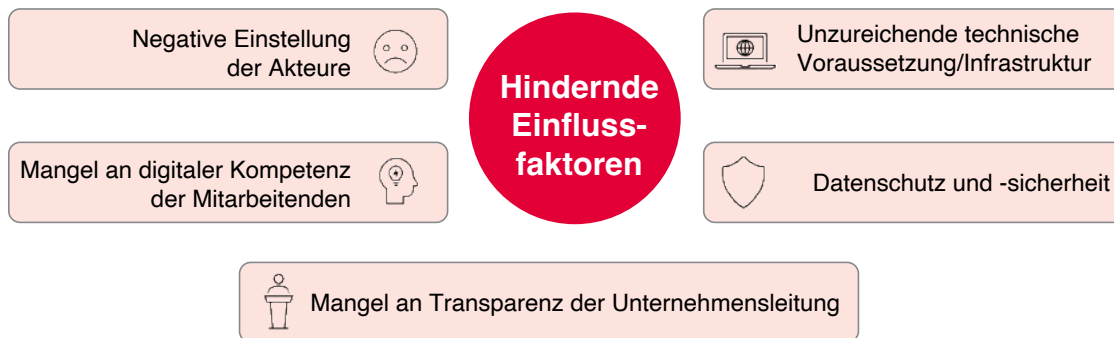 Negative Einstellung
der Akteure
Hindernde
Einfluss-
faktoren
Unzureichende technische
Voraussetzung/Infrastruktur
Mangel an digitaler Kompetenz
der Mitarbeitenden
Datenschutz und -sicherheit
Mangel an Transparenz der Unternehmensleitung